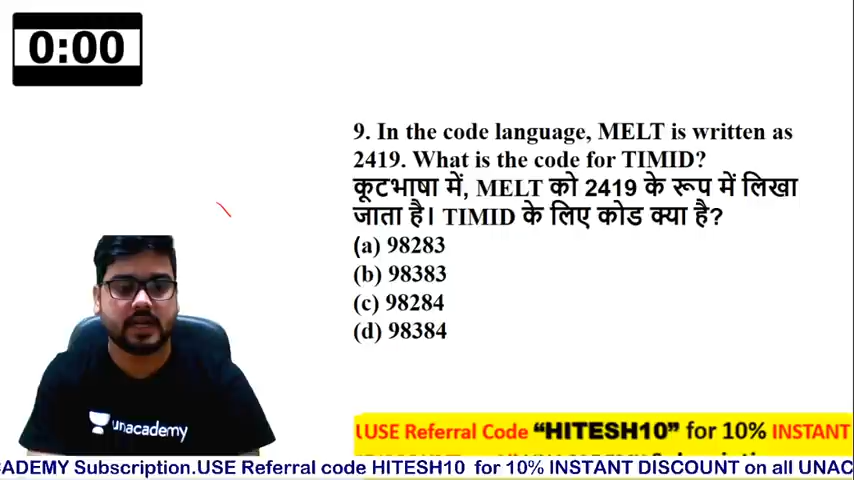 0:00
9. In the code language, MELT is written as
2419. What is the code for TIMID?
कूटभाषा में, MELT को 2419 के रूप में लिखा
जाता है। TIMID के लिए कोड क्या है?
(a) 98283
(b) 98383
(c) 98284
(d) 98384
unacademy
USE Referral Code “HITESH10” for 10% INSTANT
ADEMY Subscription.USE Referral code HITESH10 for 10% INSTANT DISCOUNT on all UNAC